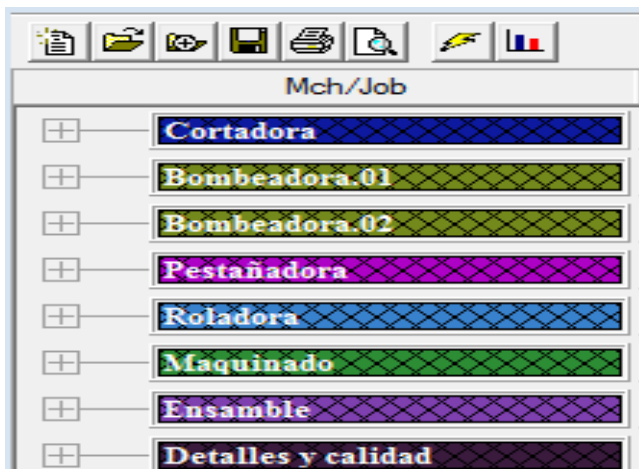 Mch/Job
Cortadora
Bombeadora.01
Bombeadora.02
Pestañadora
Roladora
Maquinado
Ensamble
Detalles y calidad